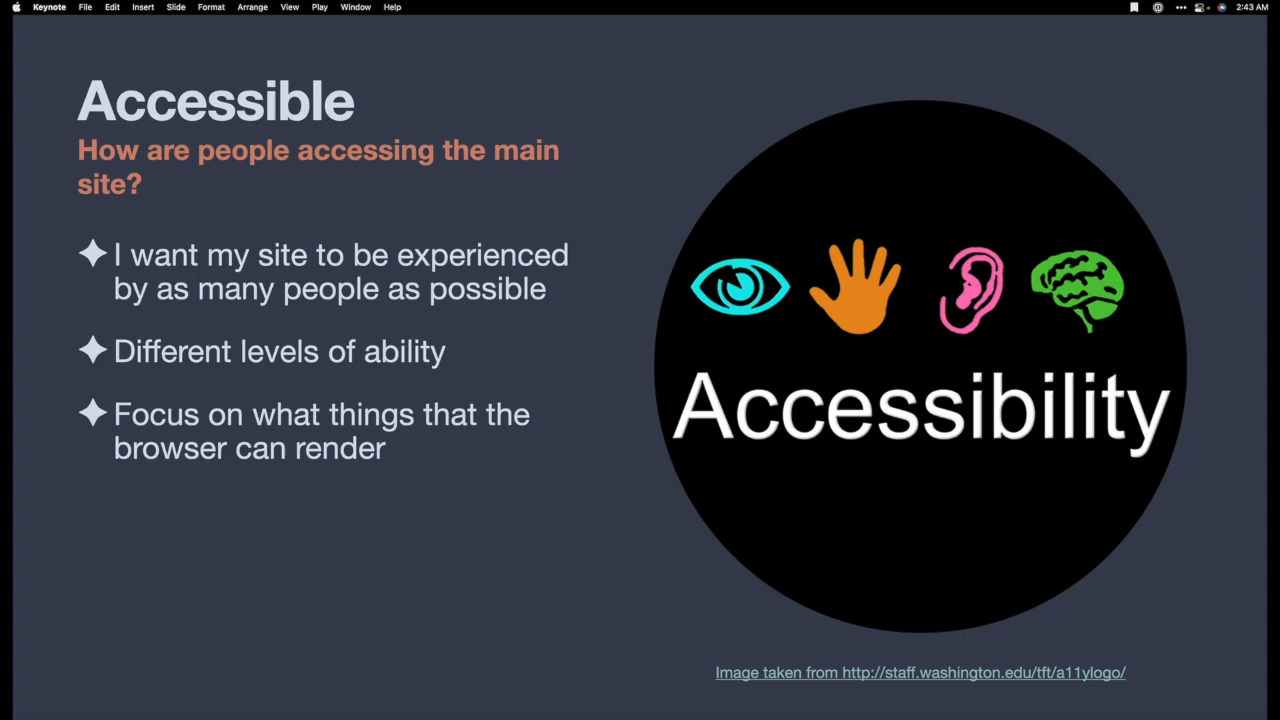 Keynote File Edit Insert Slide Format Arrange View Play Window Help 2:43 AM
Accessible
How are people accessing the main
site?
I want my site to be experienced
by as many people as possible
Different levels of ability
Focus on what things that the
browser can render
Accessibility
Image taken from http://staff.washington.edu/tft/a11ylogo/